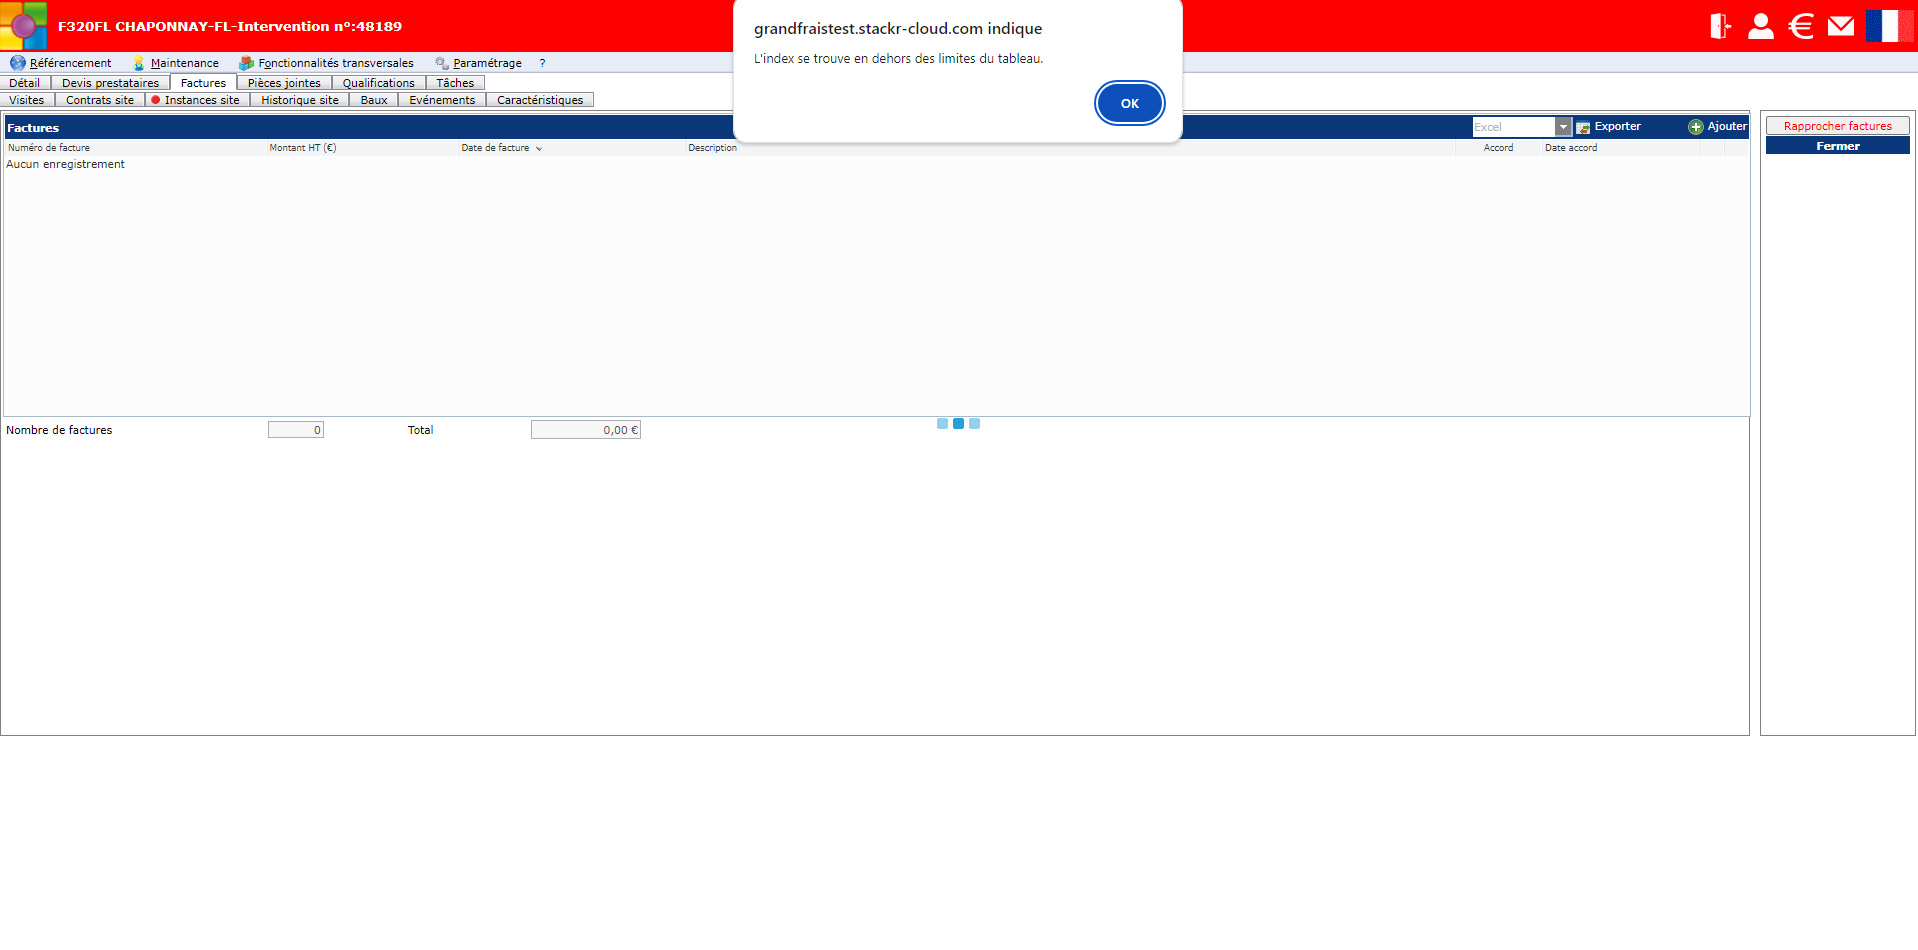 F320FL CHAPONNAY-FL-Intervention n°:48189
grandfraistest.stackr-cloud.com indique
L'index se trouve en dehors des limites du tableau.
OK
Référencement Maintenance Fonctionnalités transversales Paramétrage ?
Détail Devis prestataires Factures Pièces jointes Qualifications Tâches
Visites Contrats site Instances site Historique site Baux Evénements Caractéristiques
Factures Excel Exporter Ajouter
Numéro de facture Montant HT (€) Date de facture Description Accord Date accord
Aucun enregistrement
Nombre de factures 0 Total 0,00 €
Rapprocher factures
Fermer